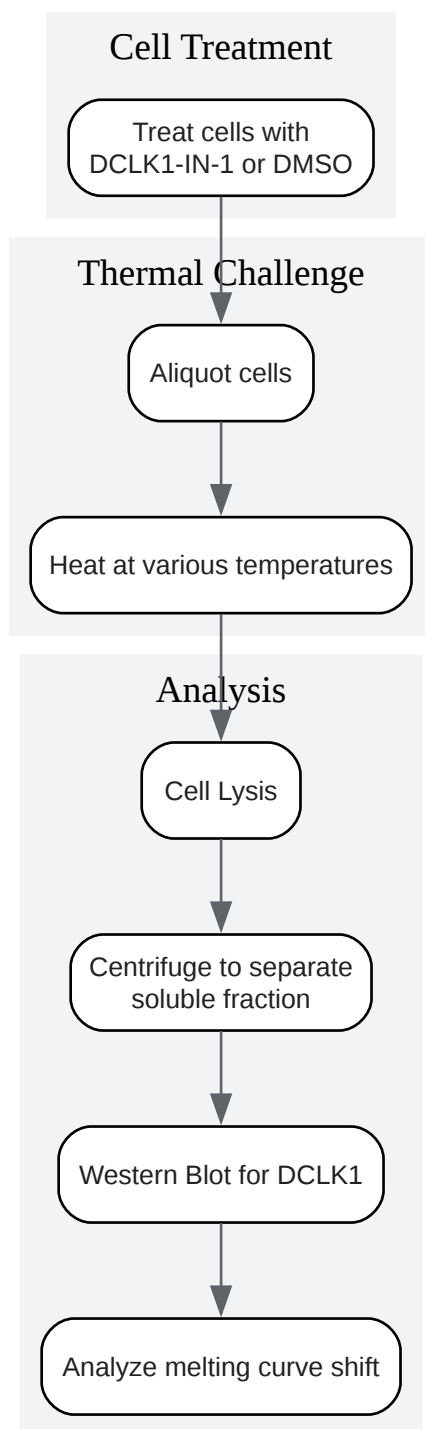 Cell Treatment
Treat cells with
DCLK1-IN-1 or DMSO
Thermal Challenge
Aliquot cells
Heat at various temperatures
Analysis
Cell Lysis
Centrifuge to separate
soluble fraction
Western Blot for DCLK1
Analyze melting curve shift